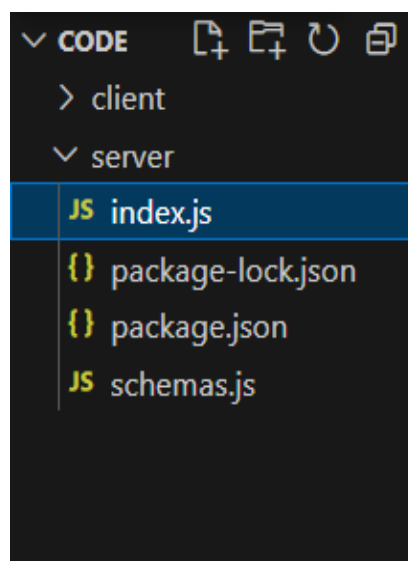 CODE
client
server
JS index.js
{} package-lock.json
{} package.json
JS schemas.js